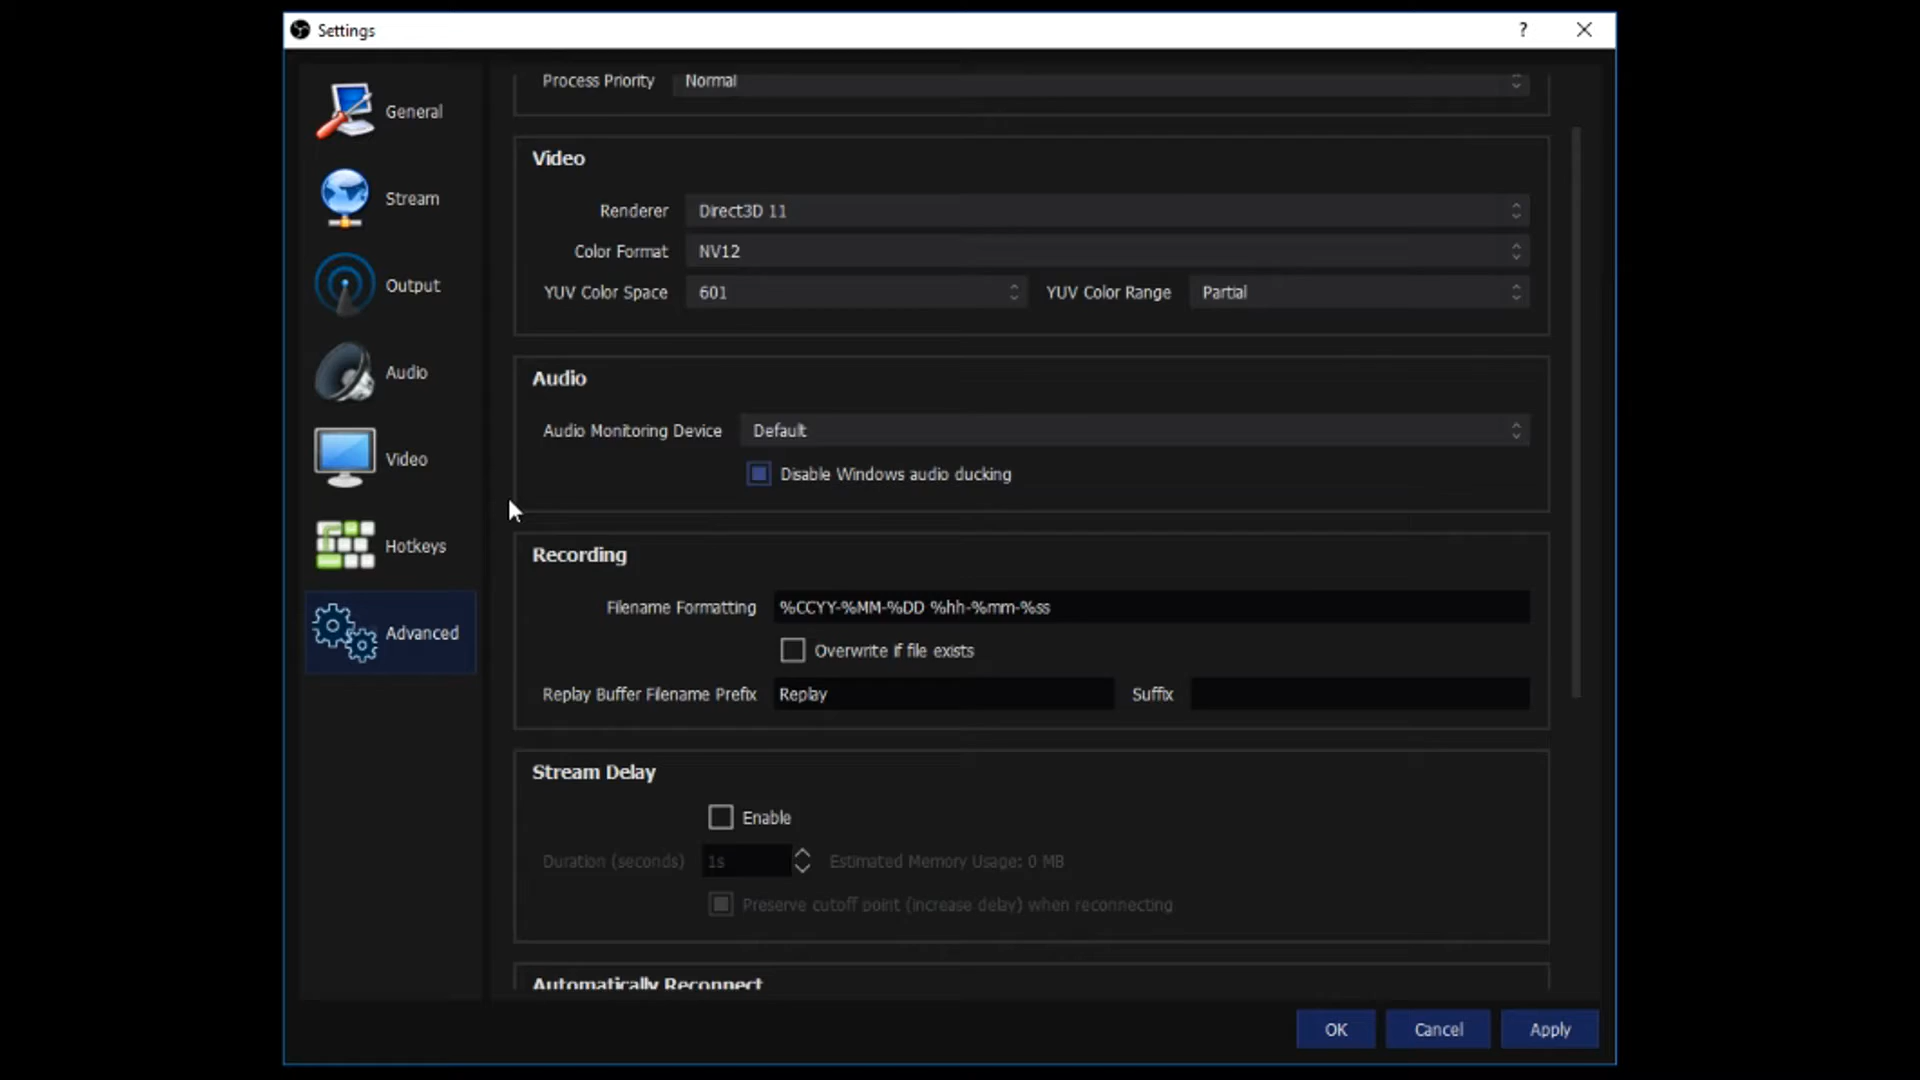 Settings
?
General
Stream
Output
Audio
Video
Hotkeys
Advanced
Process Priority Normal
Video
Renderer Direct3D 11
Color Format NV12
YUV Color Space 601 YUV Color Range Partial
Audio
Audio Monitoring Device Default
Disable Windows audio ducking
Recording
Filename Formatting %CCYY-%MM-%DD %hh-%mm-%ss
Overwrite if file exists
Replay Buffer Filename Prefix Replay Suffix
Stream Delay
Enable
Duration (seconds) 1s Estimated Memory Usage: 0 MB
Preserve cutoff point (increase delay) when reconnecting
Automatically Reconnect
OK Cancel Apply